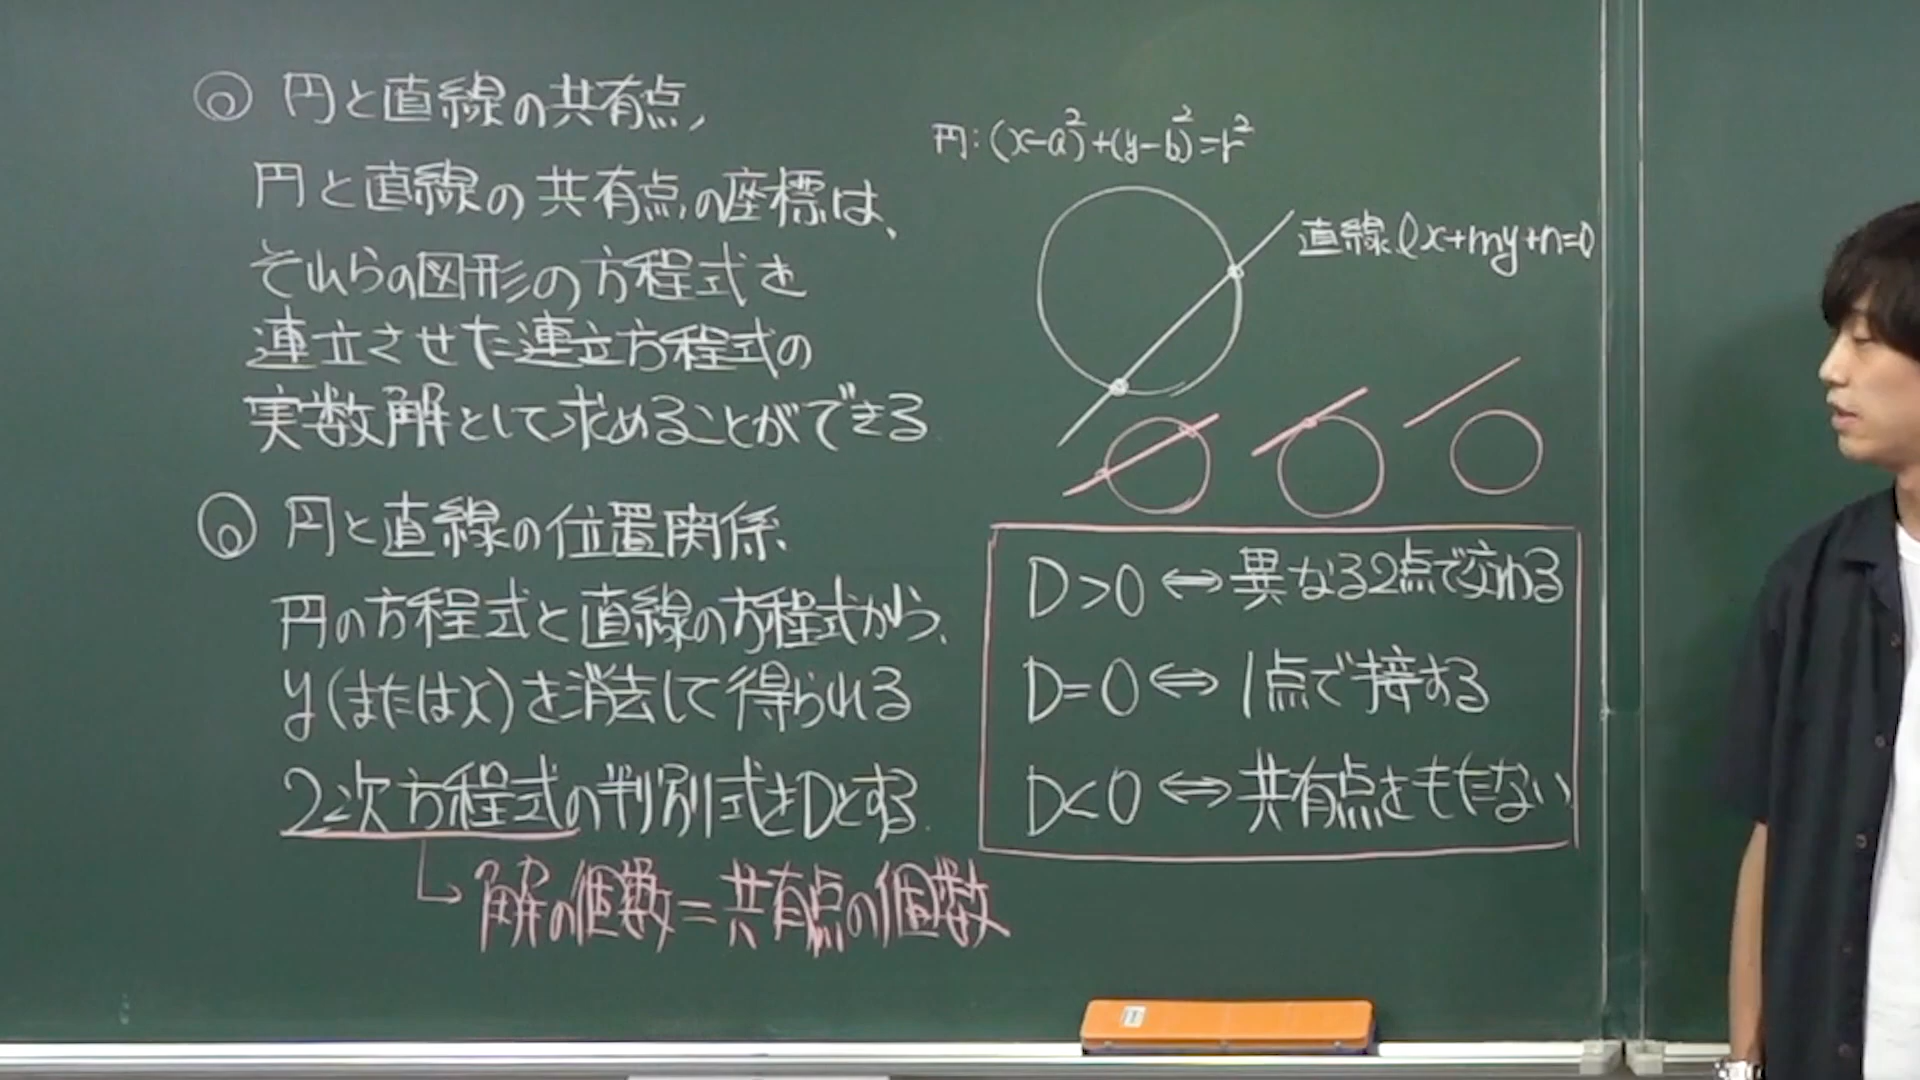 ◎ 円と直線の共有点
円と直線の共有点の座標は、
それらの図形の方程式を
連立させた連立方程式の
実数解として求めることができる
◎ 円と直線の位置関係
円の方程式と直線の方程式から、
y(またはx)を消去して得られる
2次方程式の判別式をDとする.
解の個数=共有点の個数
円:(x-a)²+(y-b)²=r²
直線 lx+my+n=0
D>0 ⇔ 異なる2点で交わる
D=0 ⇔ 1点で接する
D<0 ⇔ 共有点をもたない